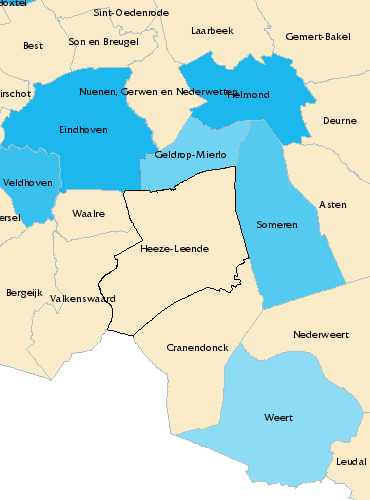 Boxtel
Sint-Oedenrode
Laarbeek
Gemert-Bakel
Best
Son en Breugel
irschot
Nuenen, Gerwen en Nederwetten
Helmond
Deurne
Eindhoven
Geldrop-Mierlo
Veldhoven
Asten
ersel
Waalre
Someren
Heeze-Leende
Bergeijk
Valkenswaard
Nederweert
Cranendonck
Weert
Leudal